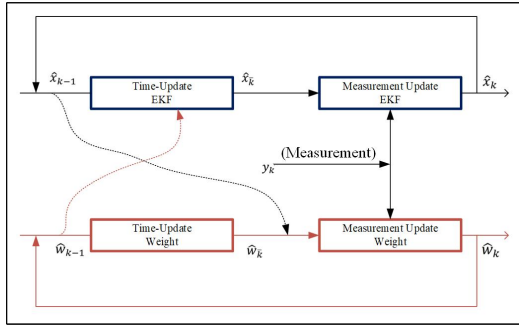 x̂ₖ₋₁
Time-Update
EKF
x̂ₖ̄
Measurement Update
EKF
x̂ₖ
(Measurement)
yₖ
ŵₖ₋₁
Time-Update
Weight
ŵₖ̄
Measurement Update
Weight
ŵₖ